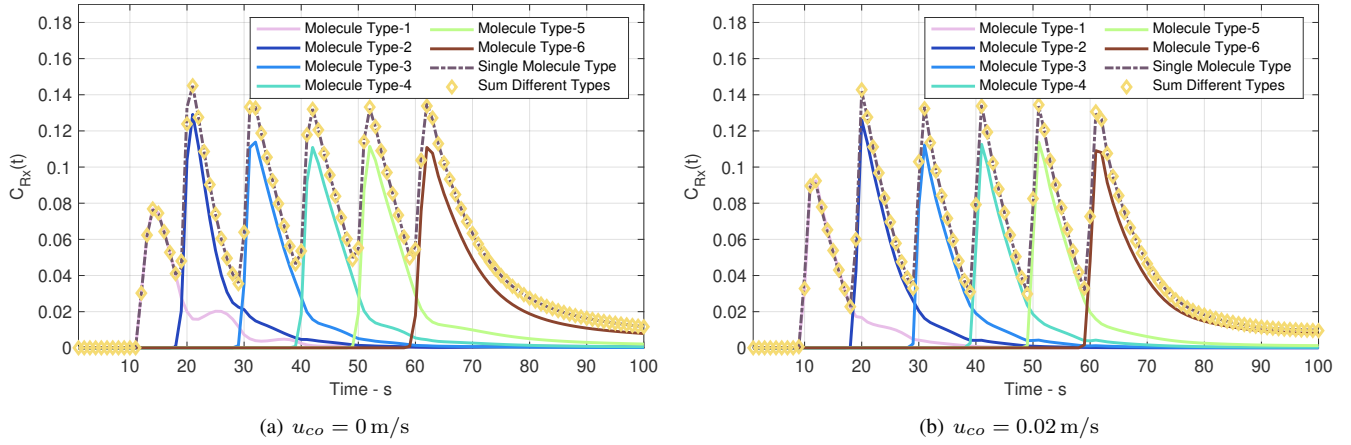 0.18
0.16
0.14
0.12
0.1
0.08
0.06
0.04
0.02
0
C_Rx(t)
Molecule Type-1
Molecule Type-2
Molecule Type-3
Molecule Type-4
Molecule Type-5
Molecule Type-6
Single Molecule Type
Sum Different Types
10 20 30 40 50 60 70 80 90 100
Time - s
(a) u_co = 0 m/s
0.18
0.16
0.14
0.12
0.1
0.08
0.06
0.04
0.02
0
C_Rx(t)
Molecule Type-1
Molecule Type-2
Molecule Type-3
Molecule Type-4
Molecule Type-5
Molecule Type-6
Single Molecule Type
Sum Different Types
10 20 30 40 50 60 70 80 90 100
Time - s
(b) u_co = 0.02 m/s